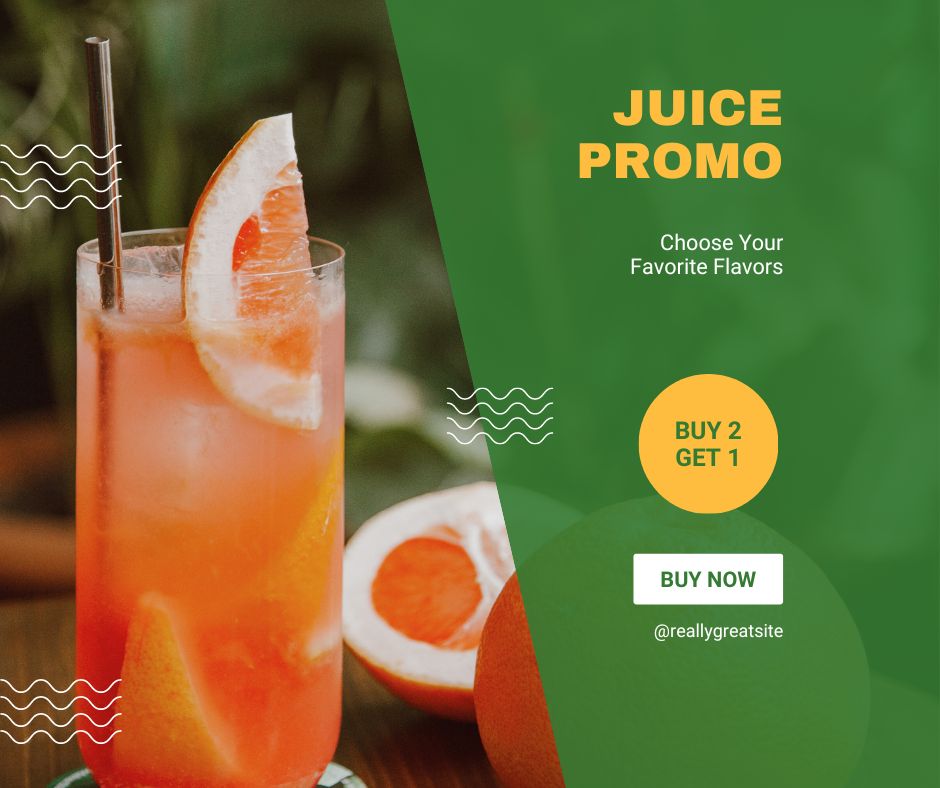 JUICE
PROMO
Choose Your
Favorite Flavors
BUY 2
GET 1
BUY NOW
@reallygreatsite